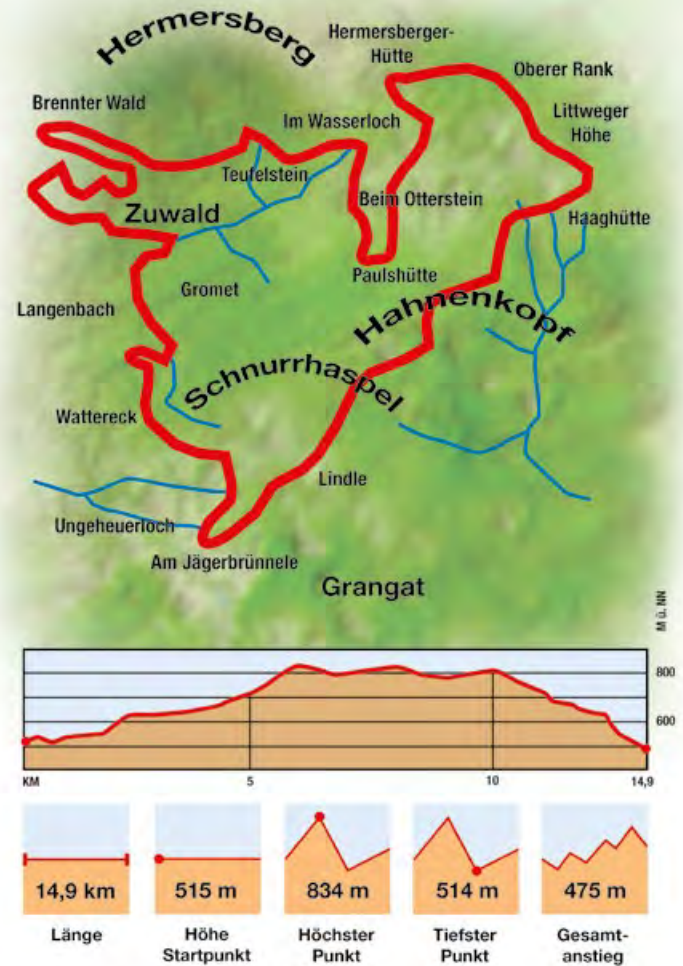 Hermersberg
Hermersberger-
Hütte
Oberer Rank
Brennter Wald
Im Wasserloch
Littweger
Höhe
Teufelstein
Beim Otterstein
Zuwald
Haaghütte
Paulshütte
Gromet
Langenbach
Hahnenkopf
Schnurrhaspel
Wattereck
Lindle
Ungeheuerloch
Am Jägerbrünnele
Grangat
M ü. NN
800
600
KM
5
10
14,9
14,9 km
515 m
834 m
514 m
475 m
Länge
Höhe
Startpunkt
Höchster
Punkt
Tiefster
Punkt
Gesamt-
anstieg